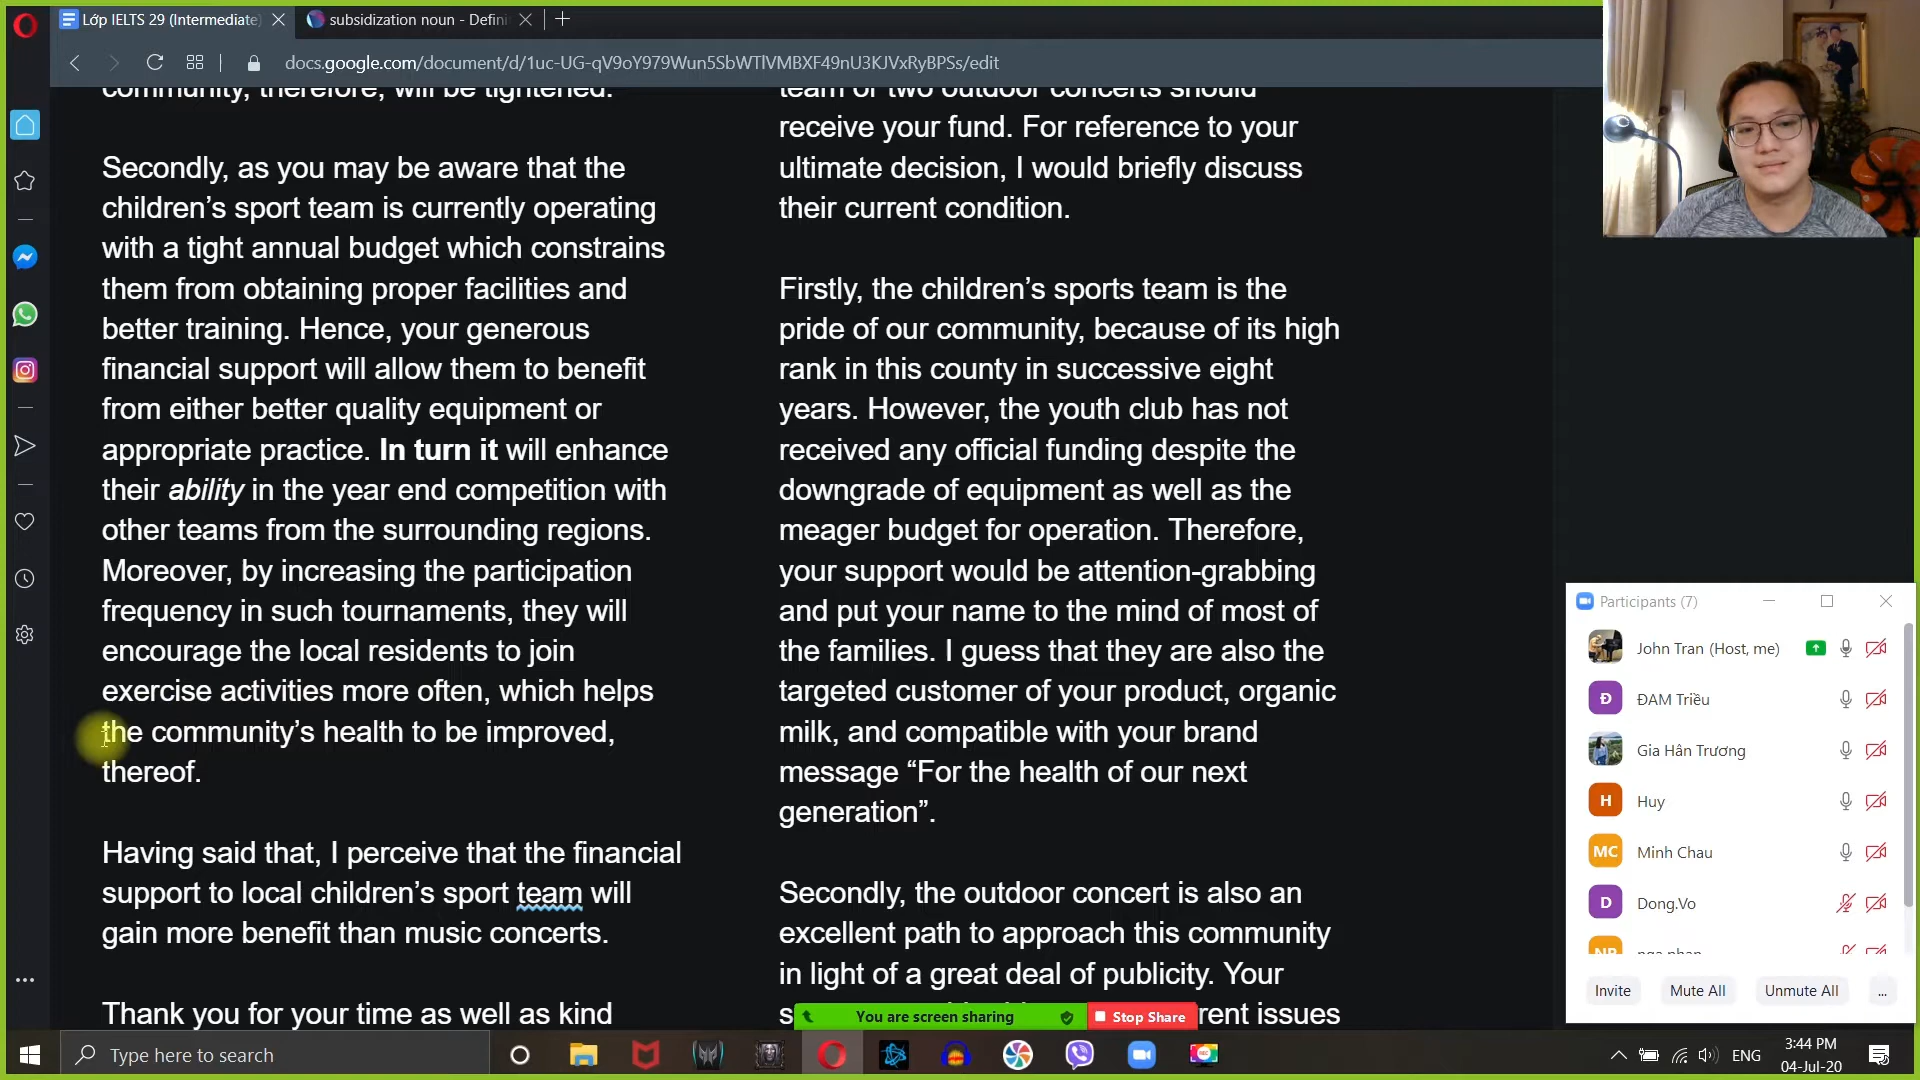 Lớp IELTS 29 (Intermediate)
subsidization noun - Defini
docs.google.com/document/d/1uc-UG-qV9oY979Wun5SbWTlVMBXF49nU3KJVxRyBPSs/edit
community, therefore, will be tightened.
Secondly, as you may be aware that the
children’s sport team is currently operating
with a tight annual budget which constrains
them from obtaining proper facilities and
better training. Hence, your generous
financial support will allow them to benefit
from either better quality equipment or
appropriate practice. In turn it will enhance
their ability in the year end competition with
other teams from the surrounding regions.
Moreover, by increasing the participation
frequency in such tournaments, they will
encourage the local residents to join
exercise activities more often, which helps
the community’s health to be improved,
thereof.
Having said that, I perceive that the financial
support to local children’s sport team will
gain more benefit than music concerts.
Thank you for your time as well as kind
team or two outdoor concerts should
receive your fund. For reference to your
ultimate decision, I would briefly discuss
their current condition.
Firstly, the children’s sports team is the
pride of our community, because of its high
rank in this county in successive eight
years. However, the youth club has not
received any official funding despite the
downgrade of equipment as well as the
meager budget for operation. Therefore,
your support would be attention-grabbing
and put your name to the mind of most of
the families. I guess that they are also the
targeted customer of your product, organic
milk, and compatible with your brand
message “For the health of our next
generation”.
Secondly, the outdoor concert is also an
excellent path to approach this community
in light of a great deal of publicity. Your
rent issues
You are screen sharing
Stop Share
Participants (7)
John Tran (Host, me)
Đ
ĐAM Triều
Gia Hân Trương
H
Huy
MC
Minh Chau
D
Dong.Vo
NP
nga phan
Invite
Mute All
Unmute All
...
Type here to search
ENG
3:44 PM
04-Jul-20